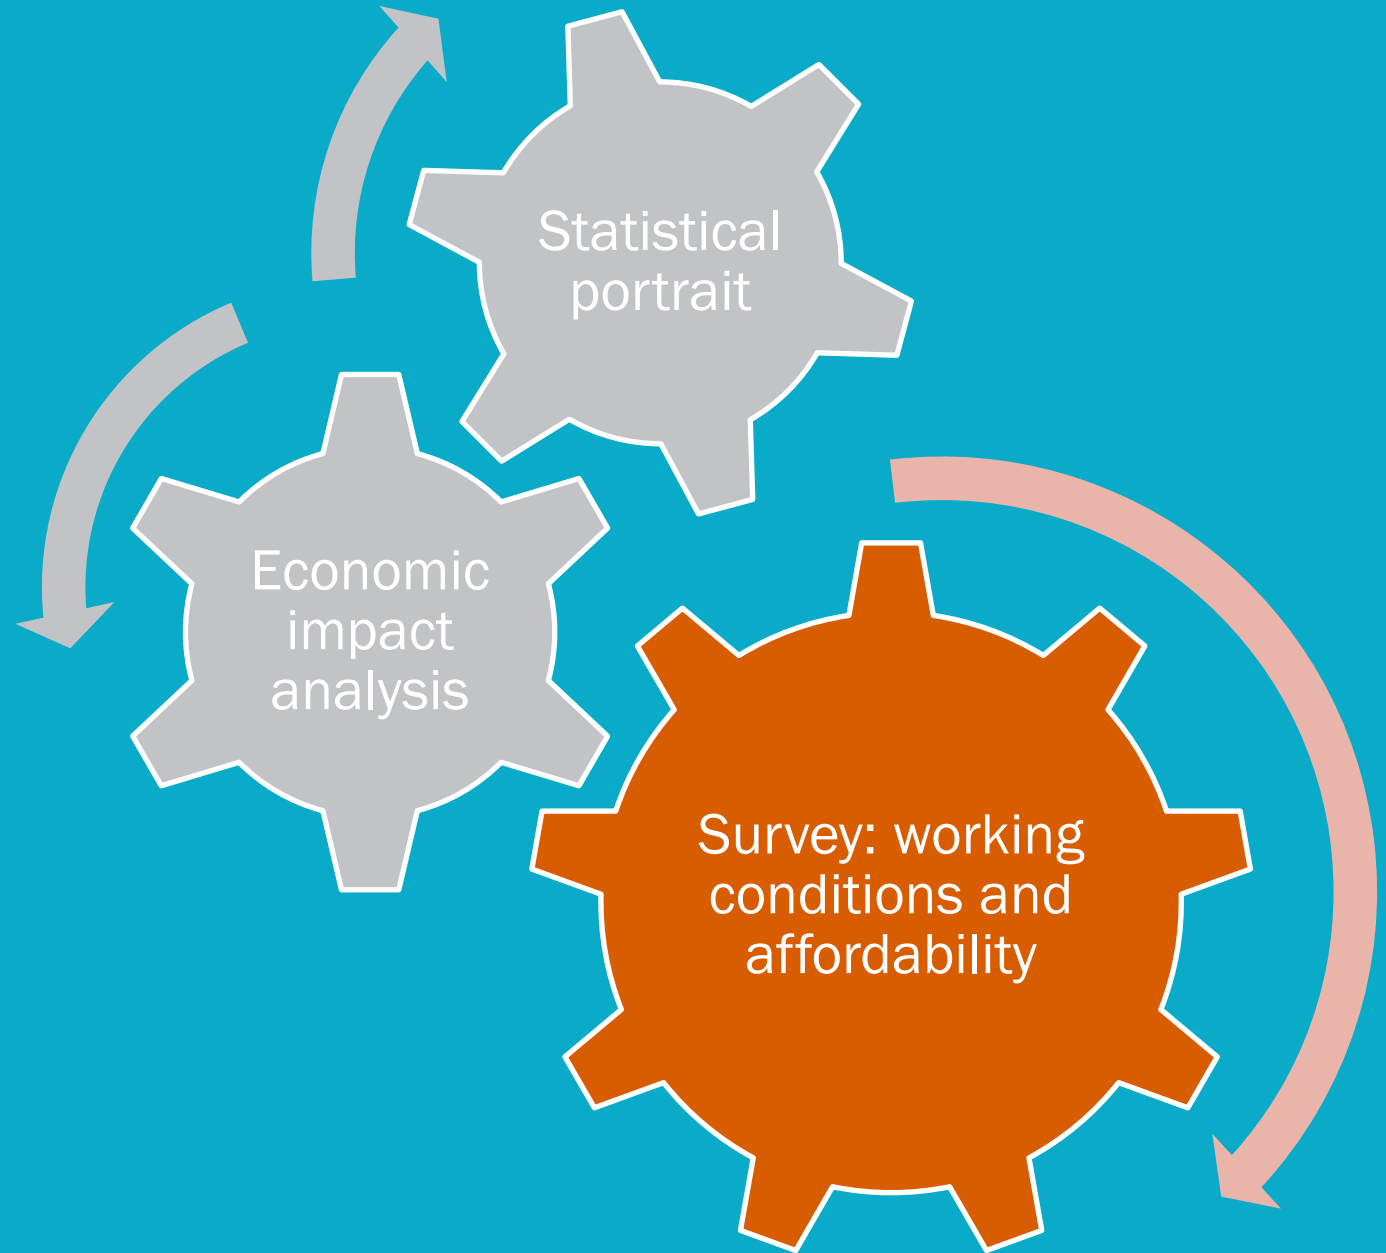 Statistical
portrait
Economic
impact
analysis
Survey: working
conditions and
affordability